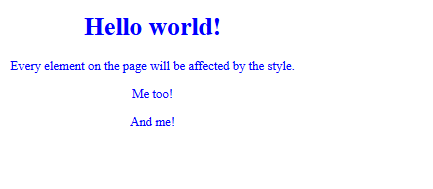 Hello world!
Every element on the page will be affected by the style.
Me too!
And me!